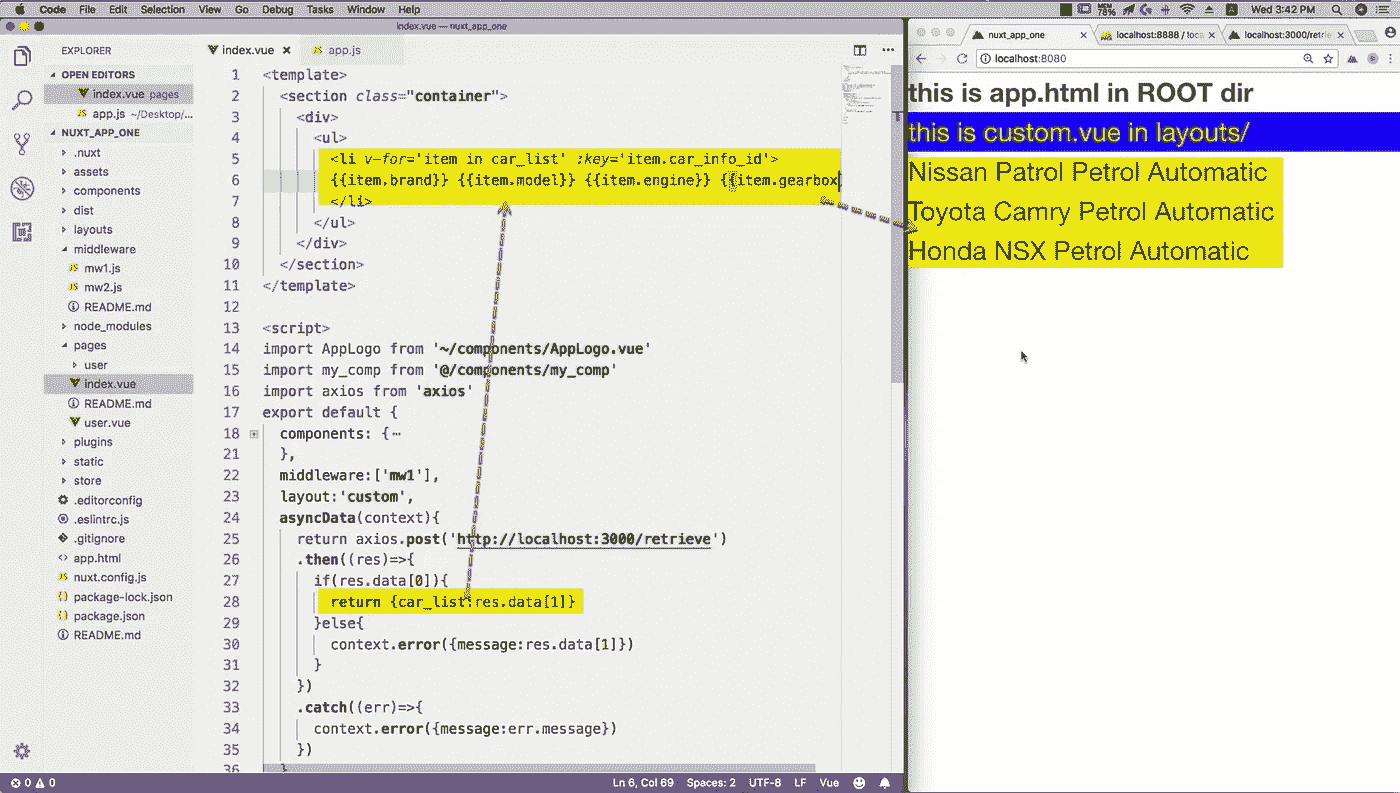 Code File Edit Selection View Go Debug Tasks Window Help MEM 78% A Wed 3:42 PM
index.vue — nuxt_app_one
EXPLORER
OPEN EDITORS
index.vue pages
app.js ~/Desktop/...
NUXT_APP_ONE
.nuxt
assets
components
dist
layouts
middleware
JS mw1.js
JS mw2.js
README.md
node_modules
pages
user
index.vue
README.md
user.vue
plugins
static
store
.editorconfig
.eslintrc.js
.gitignore
<> app.html
JS nuxt.config.js
{} package-lock.json
{} package.json
README.md
index.vue × JS app.js
1 <template>
2 <section class="container">
3 <div>
4 <ul>
5 <li v-for='item in car_list' :key='item.car_info_id'>
6 {{item.brand}} {{item.model}} {{item.engine}} {{item.gearbox
7 </li>
8 </ul>
9 </div>
10 </section>
11 </template>
12
13 <script>
14 import AppLogo from '~/components/AppLogo.vue'
15 import my_comp from '@/components/my_comp'
16 import axios from 'axios'
17 export default {
18 components: {⋯
21 },
22 middleware:['mw1'],
23 layout:'custom',
24 asyncData(context){
25 return axios.post('http://localhost:3000/retrieve')
26 .then((res)=>{
27 if(res.data[0]){
28 return {car_list:res.data[1]}
29 }else{
30 context.error({message:res.data[1]})
31 }
32 })
33 .catch((err)=>{
34 context.error({message:err.message})
35 })
36 }
0 0 Ln 6, Col 69 Spaces: 2 UTF-8 LF Vue
nuxt_app_one × localhost:8888 / loca × localhost:3000/retrie ×
localhost:8080
this is app.html in ROOT dir
this is custom.vue in layouts/
Nissan Patrol Petrol Automatic
Toyota Camry Petrol Automatic
Honda NSX Petrol Automatic